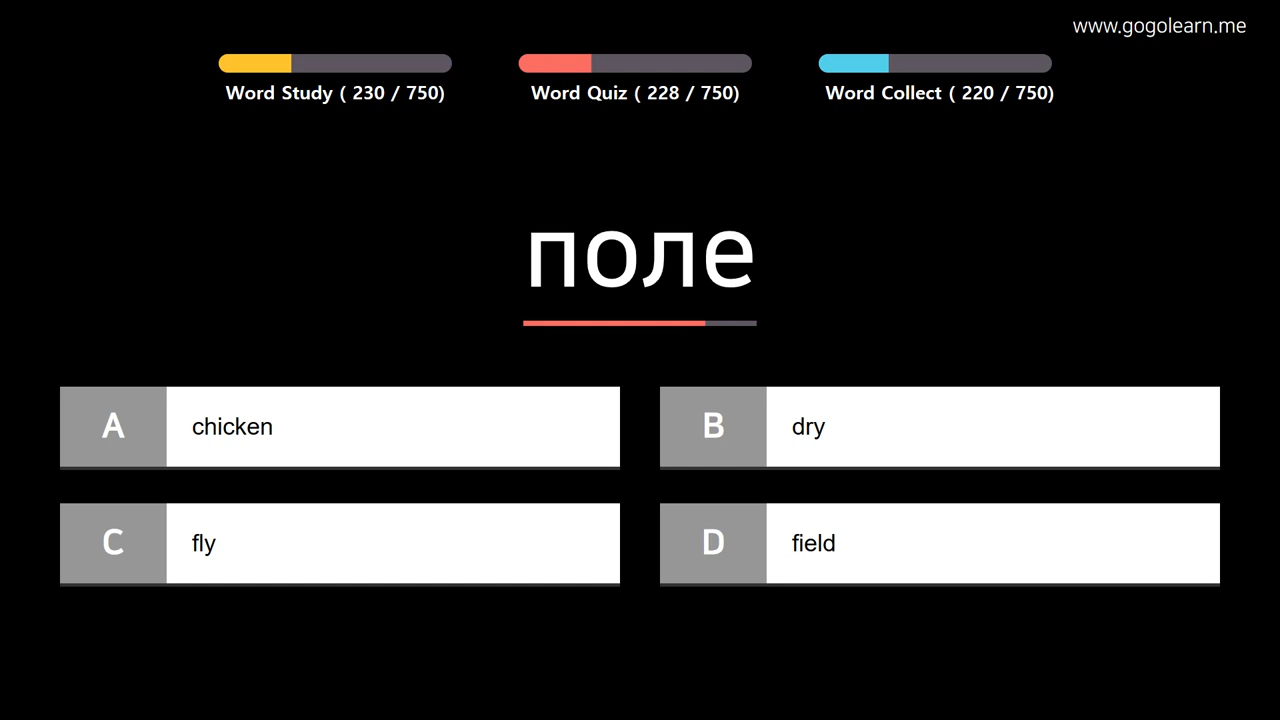 www.gogolearn.me
Word Study ( 230 / 750)
Word Quiz ( 228 / 750)
Word Collect ( 220 / 750)
поле
A chicken
B dry
C fly
D field